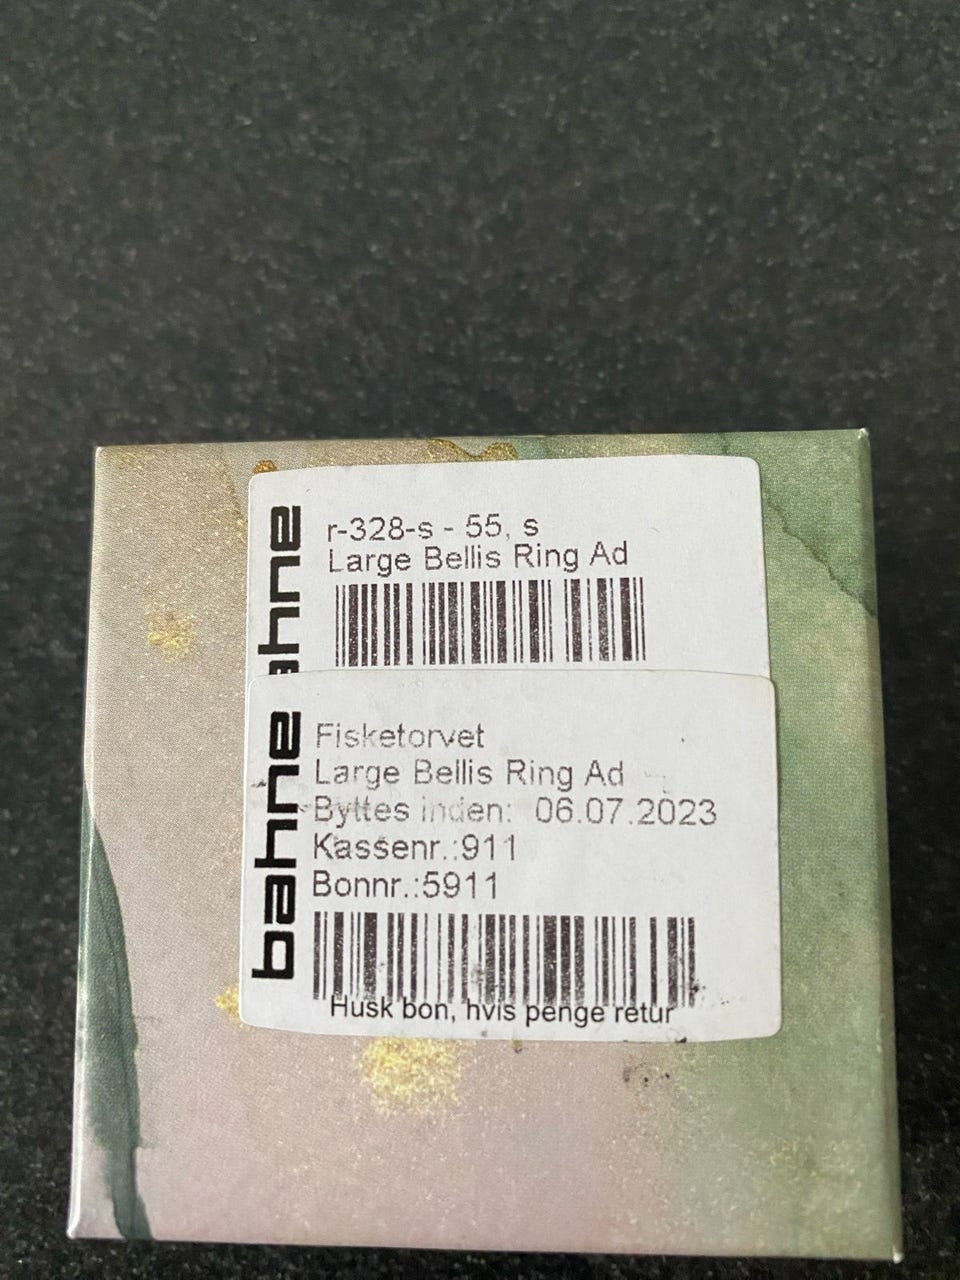 bahne
r-328-s - 55, s
Large Bellis Ring Ad
bahne
Fisketorvet
Large Bellis Ring Ad
Byttes inden: 06.07.2023
Kassenr.:911
Bonnr.:5911
Husk bon, hvis penge retur